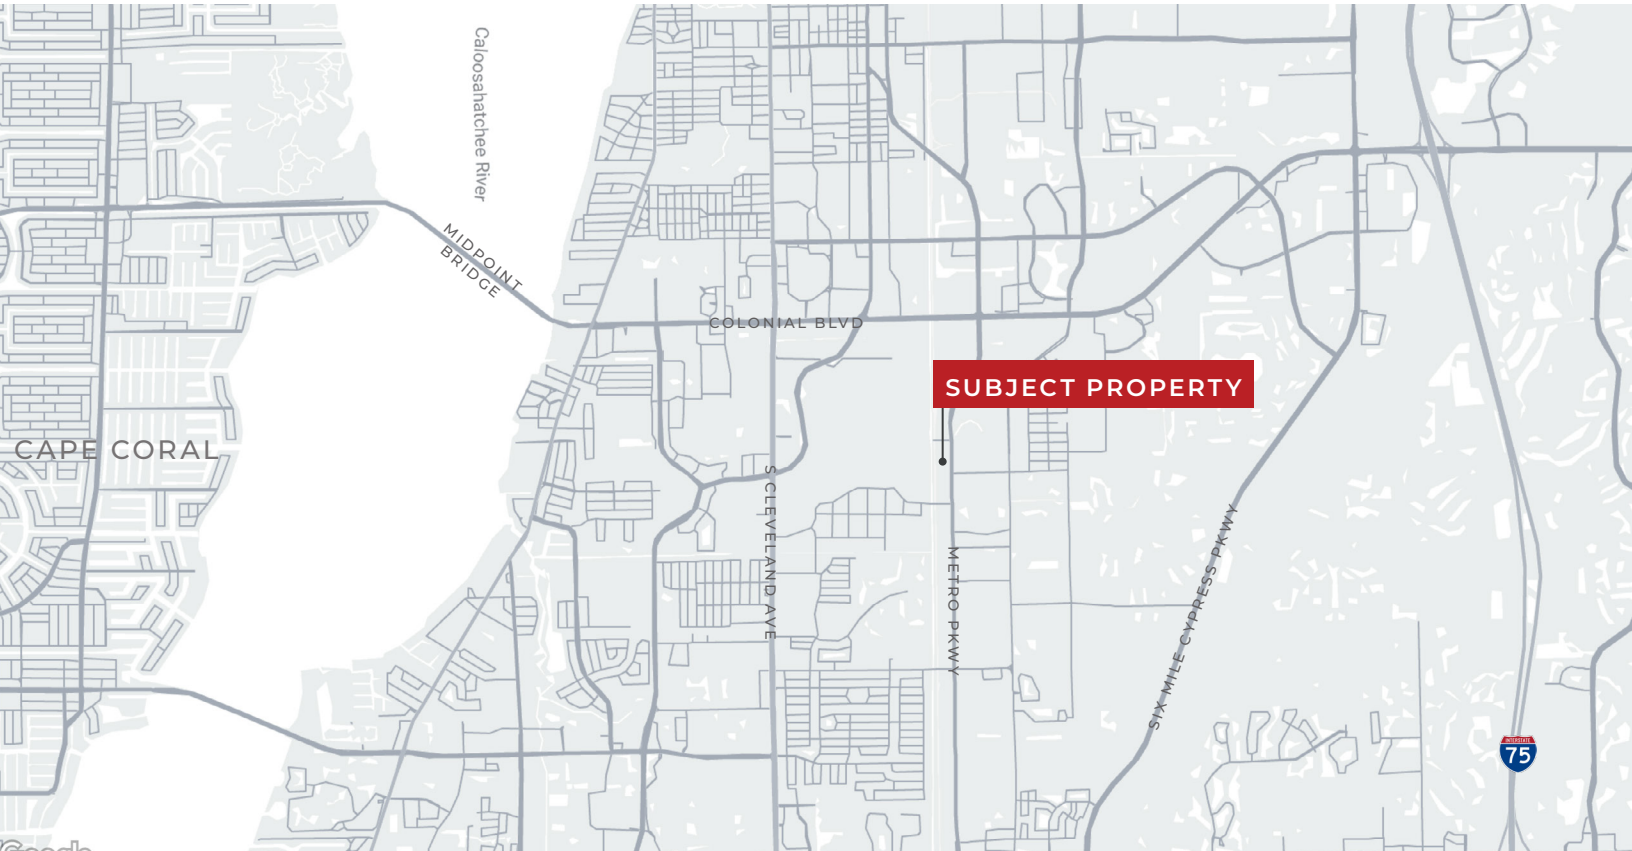 Caloosahatchee River
MIDPOINT
BRIDGE
COLONIAL BLVD
SUBJECT PROPERTY
CAPE CORAL
S CLEVELAND AVE
METRO PKWY
SIX MILE CYPRESS PKWY
INTERSTATE
75
Google